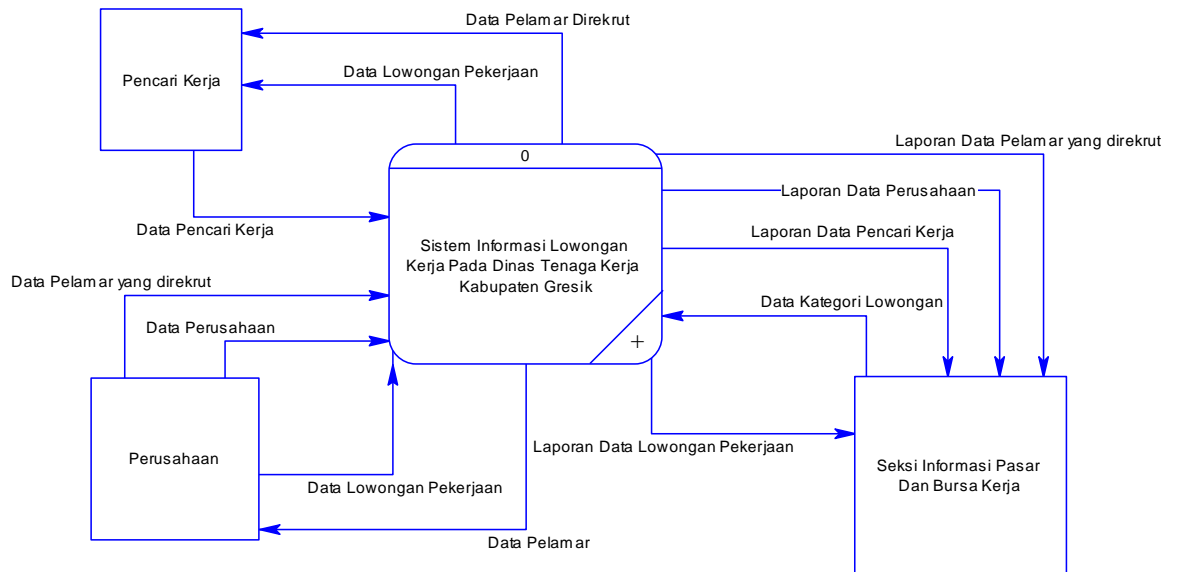 Data Pelamar Direkrut
Data Lowongan Pekerjaan
Pencari Kerja
Laporan Data Pelamar yang direkrut
0
Laporan Data Perusahaan
Data Pencari Kerja
Laporan Data Pencari Kerja
Sistem Informasi Lowongan
Kerja Pada Dinas Tenaga Kerja
Kabupaten Gresik
Data Pelamar yang direkrut
Data Kategori Lowongan
Data Perusahaan
+
Laporan Data Lowongan Pekerjaan
Perusahaan
Seksi Informasi Pasar
Dan Bursa Kerja
Data Lowongan Pekerjaan
Data Pelamar